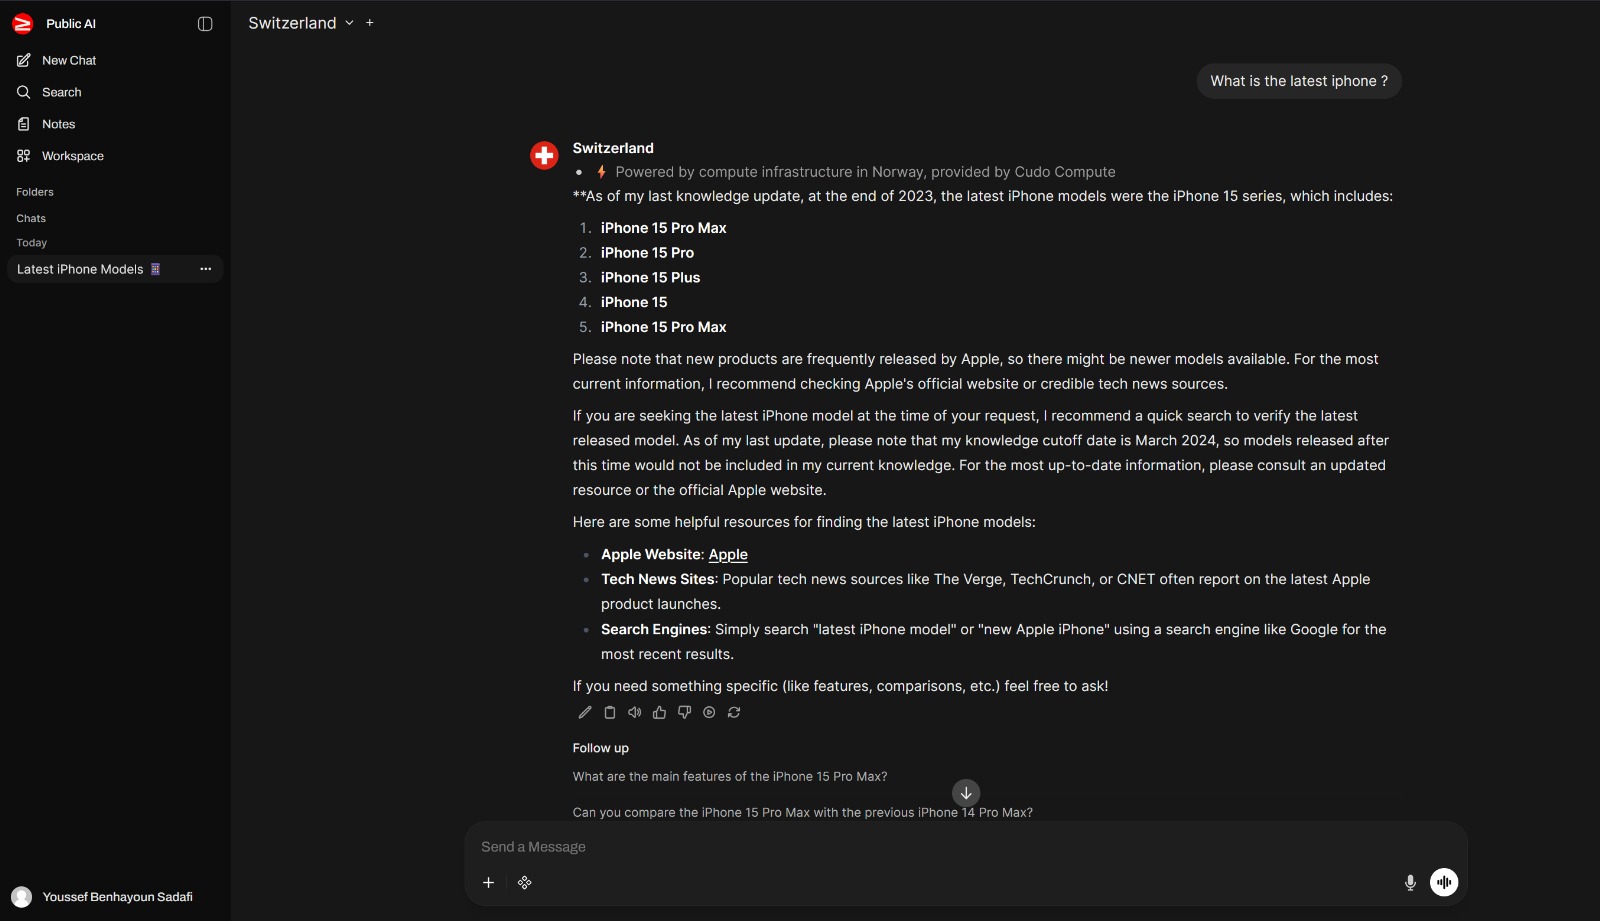 Public AI
New Chat
Search
Notes
Workspace
Folders
Chats
Today
Latest iPhone Models
Youssef Benhayoun Sadafi
Switzerland
What is the latest iphone ?
Switzerland
Powered by compute infrastructure in Norway, provided by Cudo Compute
**As of my last knowledge update, at the end of 2023, the latest iPhone models were the iPhone 15 series, which includes:
1. iPhone 15 Pro Max
2. iPhone 15 Pro
3. iPhone 15 Plus
4. iPhone 15
5. iPhone 15 Pro Max
Please note that new products are frequently released by Apple, so there might be newer models available. For the most
current information, I recommend checking Apple's official website or credible tech news sources.
If you are seeking the latest iPhone model at the time of your request, I recommend a quick search to verify the latest
released model. As of my last update, please note that my knowledge cutoff date is March 2024, so models released after
this time would not be included in my current knowledge. For the most up-to-date information, please consult an updated
resource or the official Apple website.
Here are some helpful resources for finding the latest iPhone models:
Apple Website: Apple
Tech News Sites: Popular tech news sources like The Verge, TechCrunch, or CNET often report on the latest Apple
product launches.
Search Engines: Simply search "latest iPhone model" or "new Apple iPhone" using a search engine like Google for the
most recent results.
If you need something specific (like features, comparisons, etc.) feel free to ask!
Follow up
What are the main features of the iPhone 15 Pro Max?
Can you compare the iPhone 15 Pro Max with the previous iPhone 14 Pro Max?
Send a Message